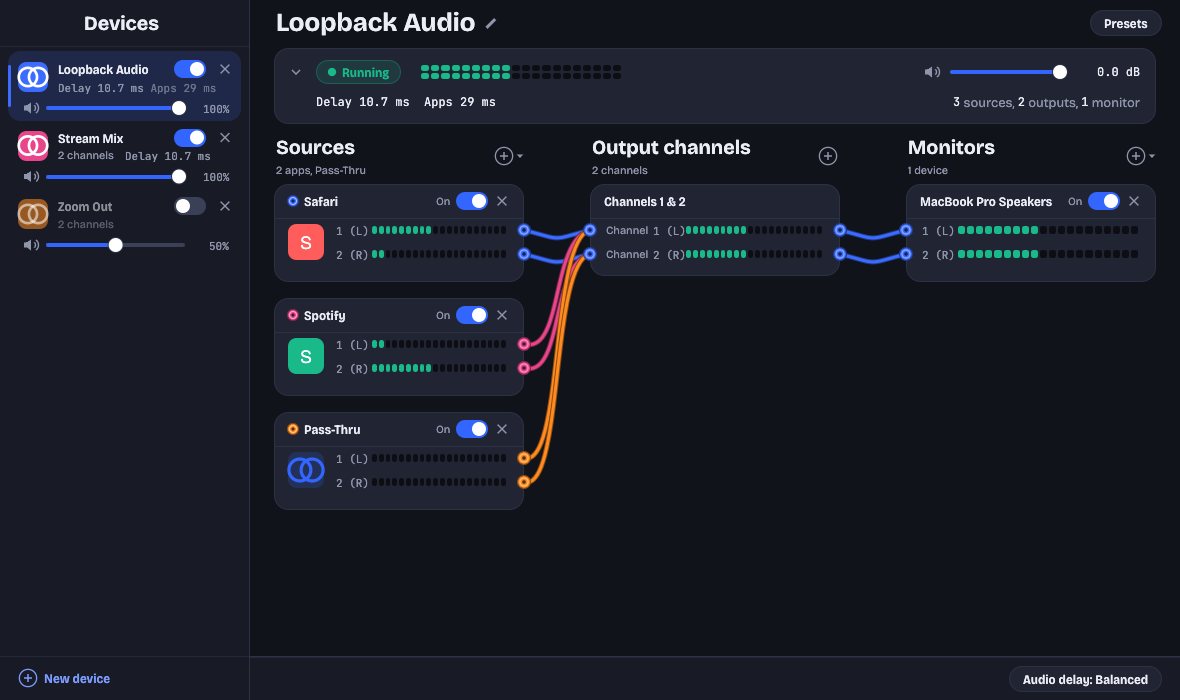 Devices
Loopback Audio
Delay 10.7 ms Apps 29 ms
100%
Stream Mix
2 channels Delay 10.7 ms
100%
Zoom Out
2 channels
50%
New device
Loopback Audio
Presets
Running
0.0 dB
Delay 10.7 ms Apps 29 ms
3 sources, 2 outputs, 1 monitor
Sources
2 apps, Pass-Thru
Safari On
S
1 (L)
2 (R)
Spotify On
S
1 (L)
2 (R)
Pass-Thru On
1 (L)
2 (R)
Output channels
2 channels
Channels 1 & 2
Channel 1 (L)
Channel 2 (R)
Monitors
1 device
MacBook Pro Speakers On
1 (L)
2 (R)
Audio delay: Balanced